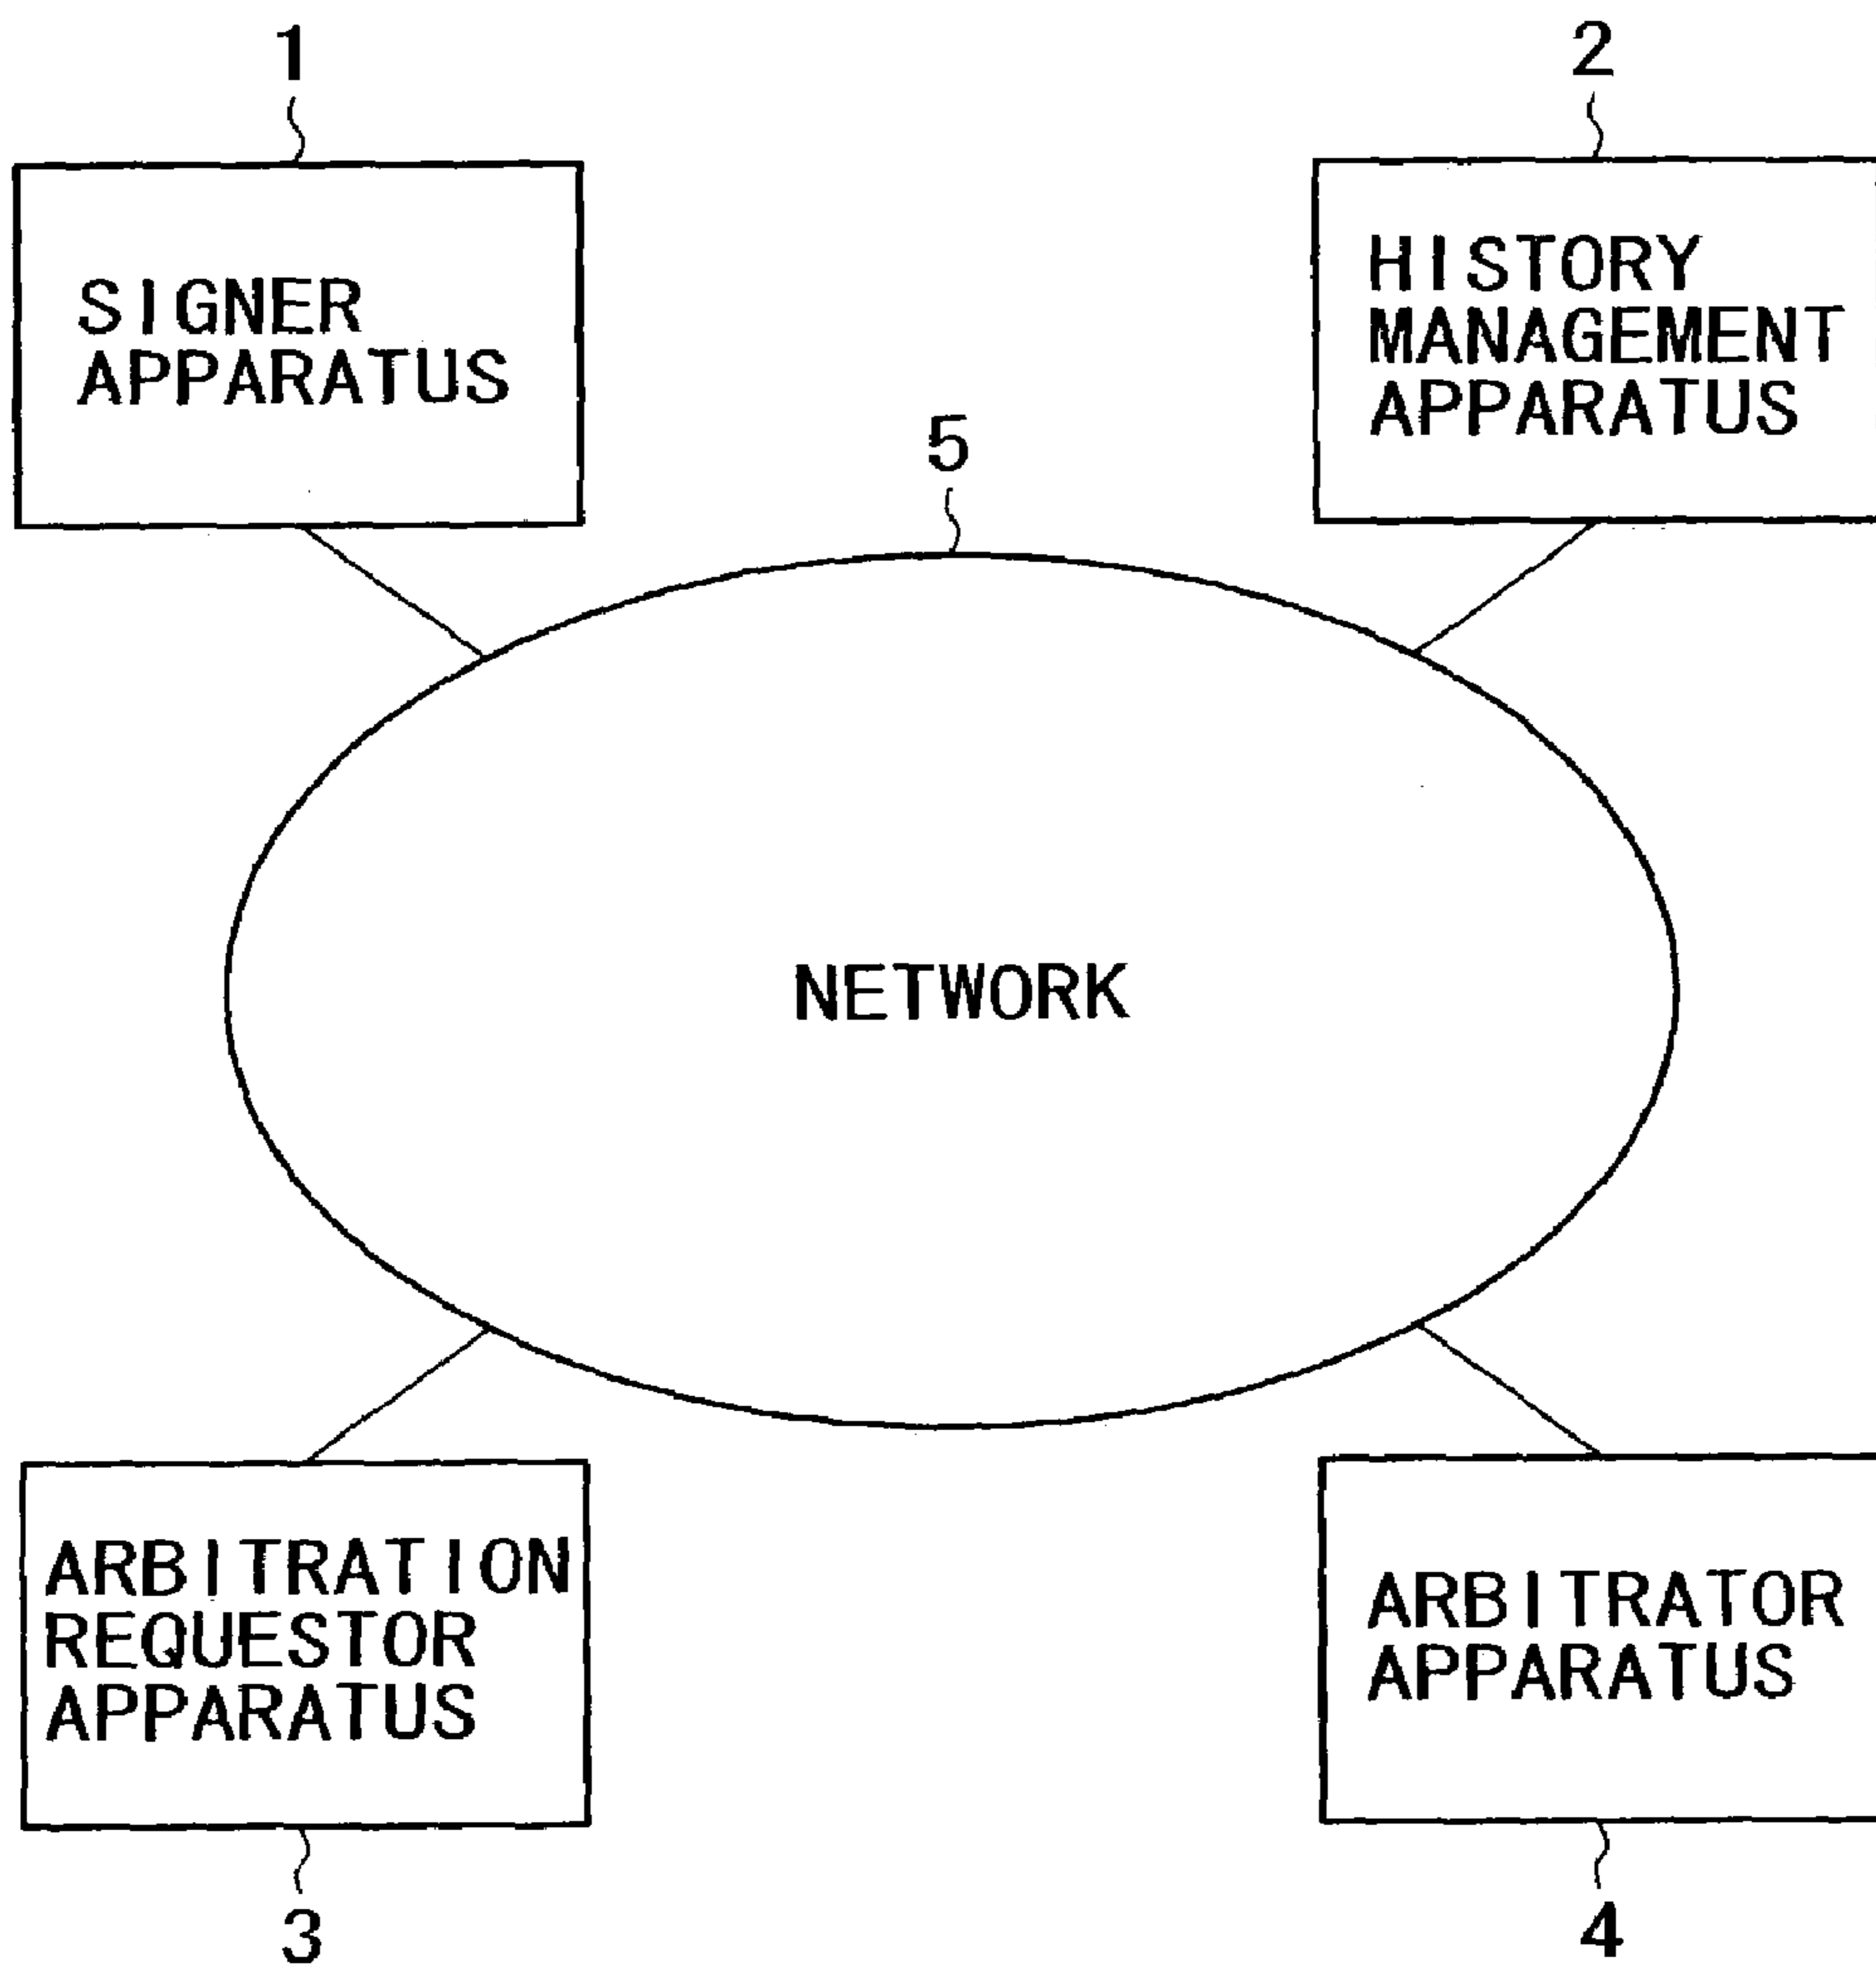 1
2
SIGNER
APPARATUS
HISTORY
MANAGEMENT
APPARATUS
5
NETWORK
ARBITRATION
REQUESTOR
APPARATUS
ARBITRATOR
APPARATUS
3
4